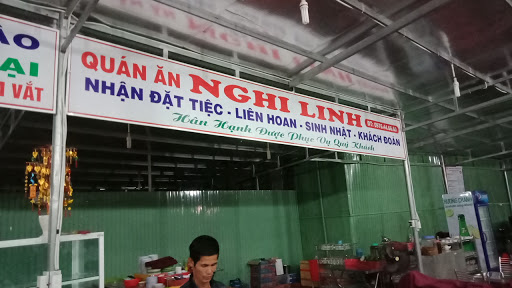 ÀO
ẠI
M VẮT
QUÁN ĂN NGHI LINH
NHẬN ĐẶT TIỆC - LIÊN HOAN - SINH NHẬT - KHÁCH ĐOÀN
Hân Hạnh Được Phục Vụ Quý Khách